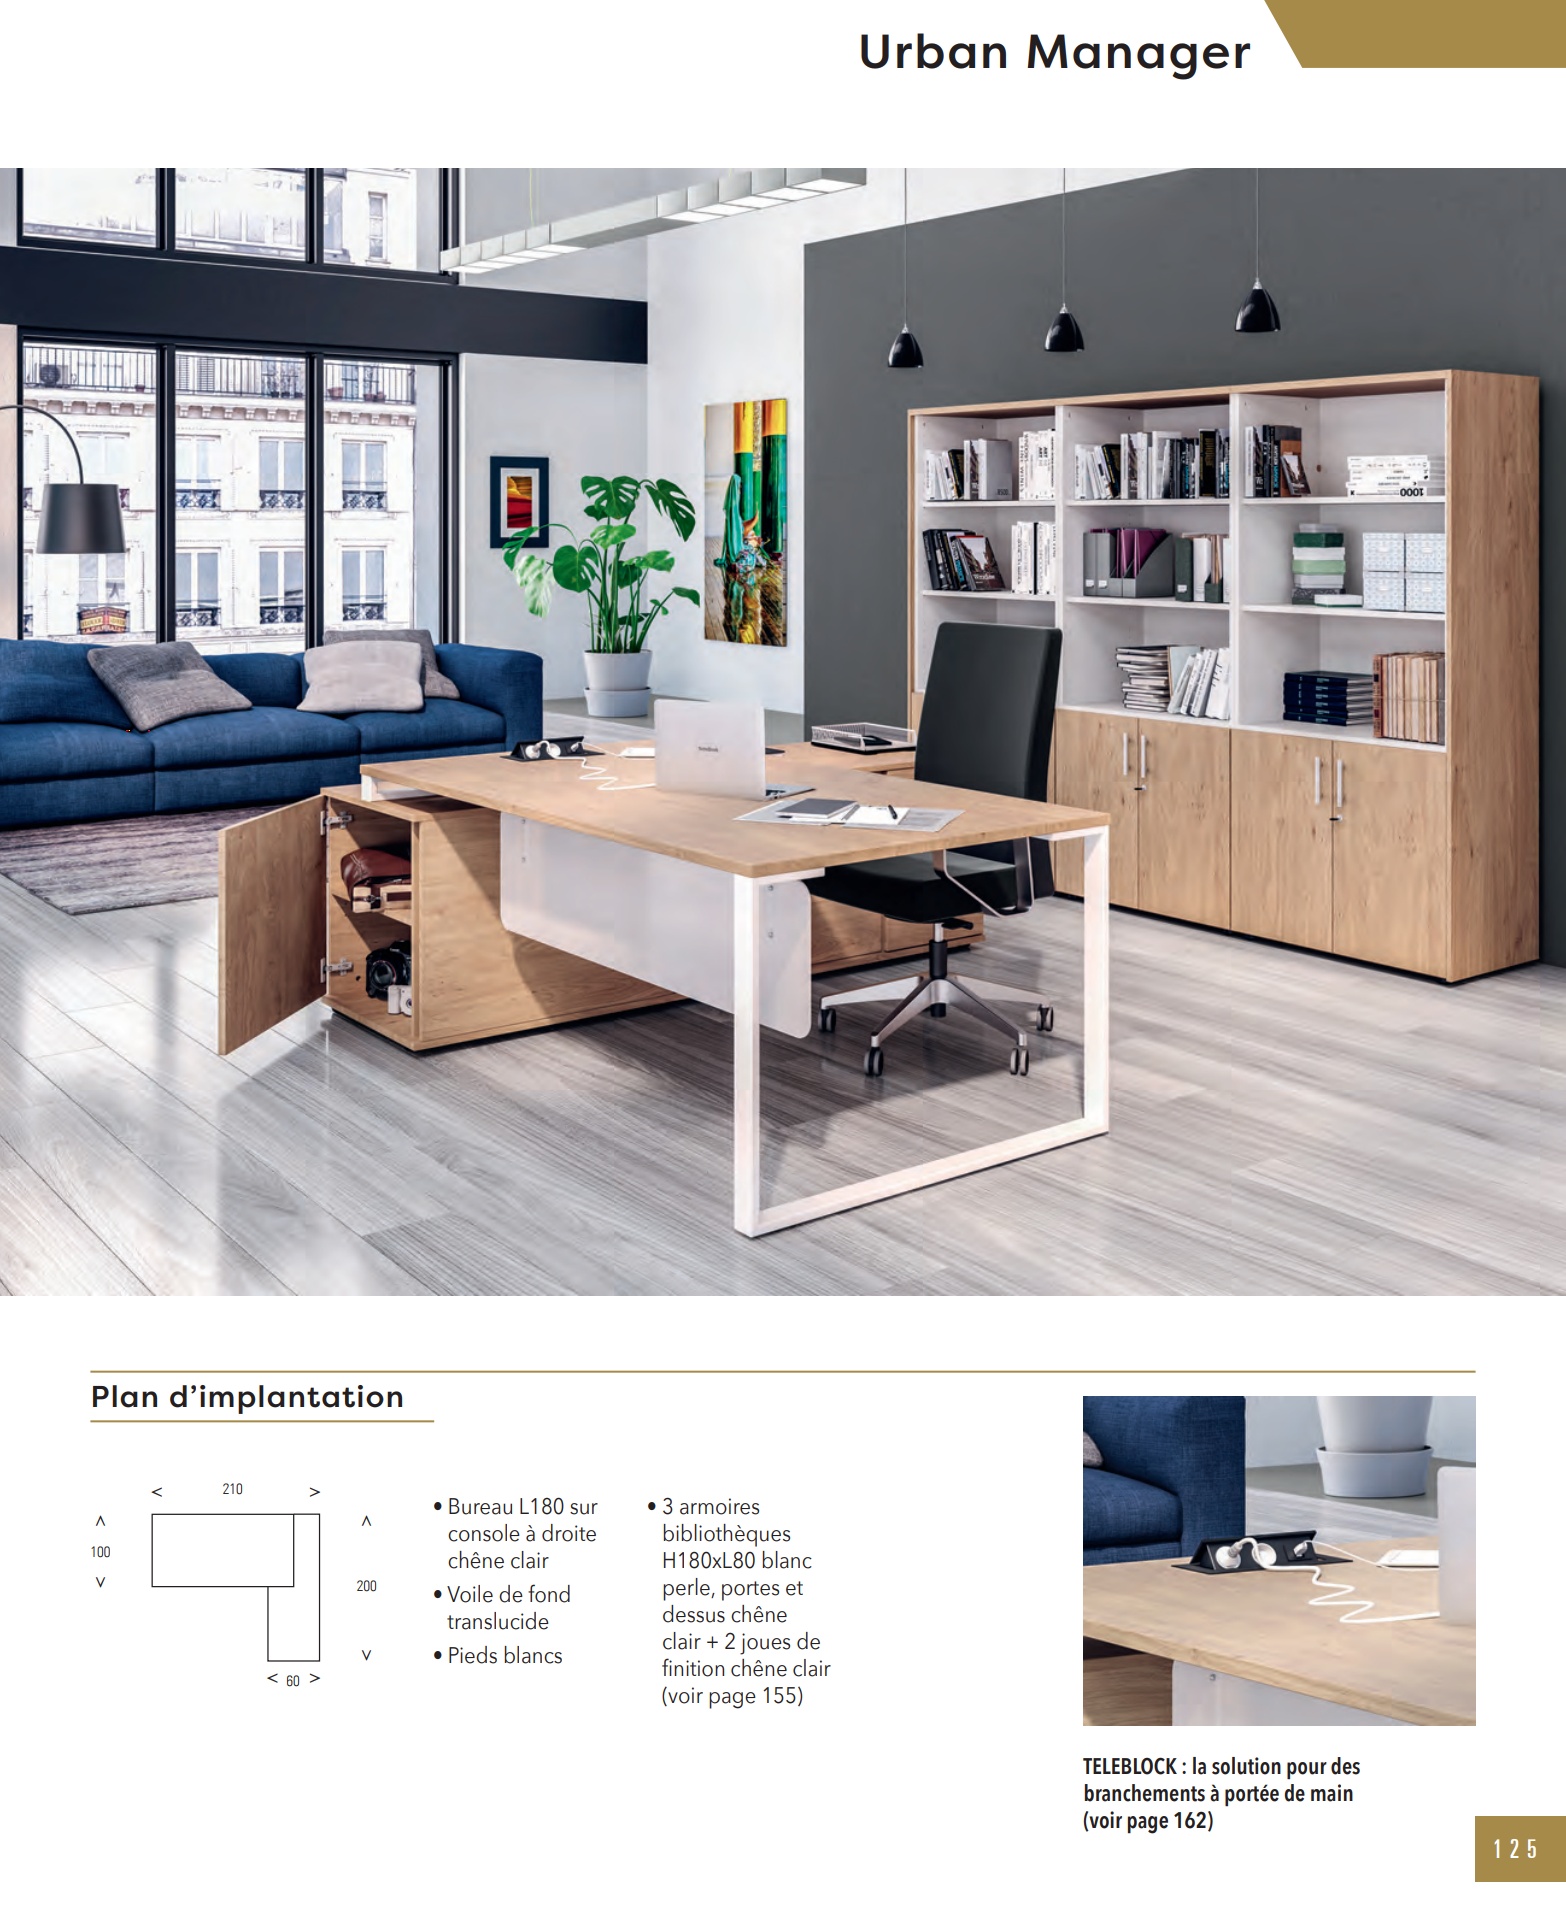 Urban Manager
1000
Plan d’implantation
< 210 >
100
200
< 60 >
• Bureau L180 sur
console à droite
chêne clair
• Voile de fond
translucide
• Pieds blancs
• 3 armoires
bibliothèques
H180xL80 blanc
perle, portes et
dessus chêne
clair + 2 joues de
finition chêne clair
(voir page 155)
TELEBLOCK : la solution pour des
branchements à portée de main
(voir page 162)
125